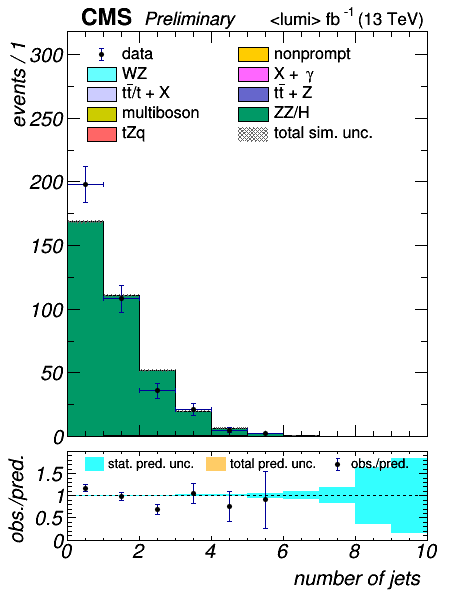 CMS Preliminary <lumi> fb⁻¹ (13 TeV)
events / 1
300
250
200
150
100
50
0
data
WZ
tt̄/t + X
multiboson
tZq
nonprompt
X + γ
tt̄ + Z
ZZ/H
total sim. unc.
obs./pred.
1.5
1
0.5
0
stat. pred. unc. total pred. unc. obs./pred.
0 2 4 6 8 10
number of jets